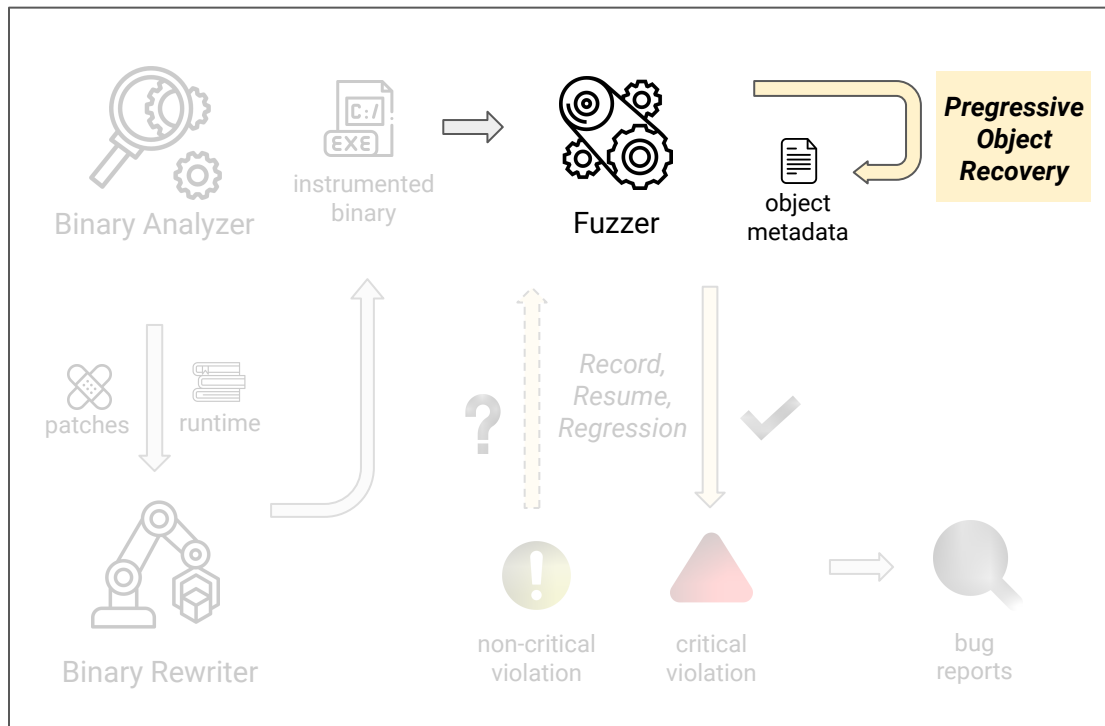 C:/
EXE
Binary Analyzer
instrumented
binary
Fuzzer
object
metadata
Pregressive
Object
Recovery
patches
runtime
?
Record,
Resume,
Regression
Binary Rewriter
!
non-critical
violation
critical
violation
bug
reports